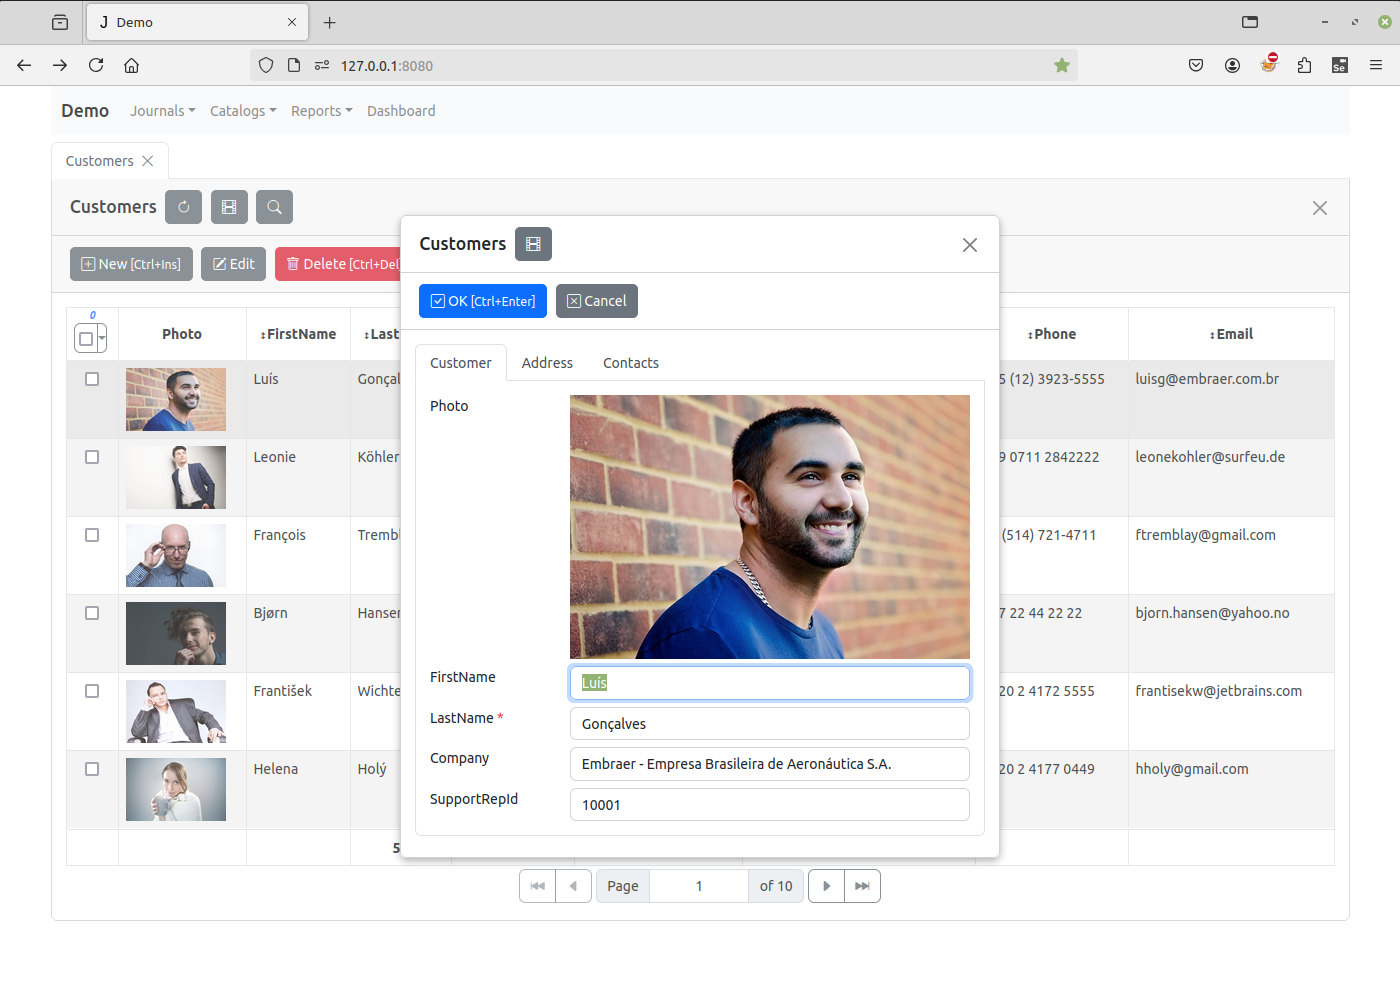 J Demo
127.0.0.1:8080
Se
Demo Journals Catalogs Reports Dashboard
Customers
Customers
New [Ctrl+Ins] Edit Delete [Ctrl+Del]
0
Photo FirstName Last Phone Email
Luís Gonçal 5 (12) 3923-5555 luisg@embraer.com.br
Leonie Köhler 9 0711 2842222 leonekohler@surfeu.de
François Trembl (514) 721-4711 ftremblay@gmail.com
Bjørn Hansen 7 22 44 22 22 bjorn.hansen@yahoo.no
František Wichte 20 2 4172 5555 frantisekw@jetbrains.com
Helena Holý 20 2 4177 0449 hholy@gmail.com
5
Page 1 of 10
Customers
OK [Ctrl+Enter] Cancel
Customer Address Contacts
Photo
FirstName Luís
LastName * Gonçalves
Company Embraer - Empresa Brasileira de Aeronáutica S.A.
SupportRepId 10001